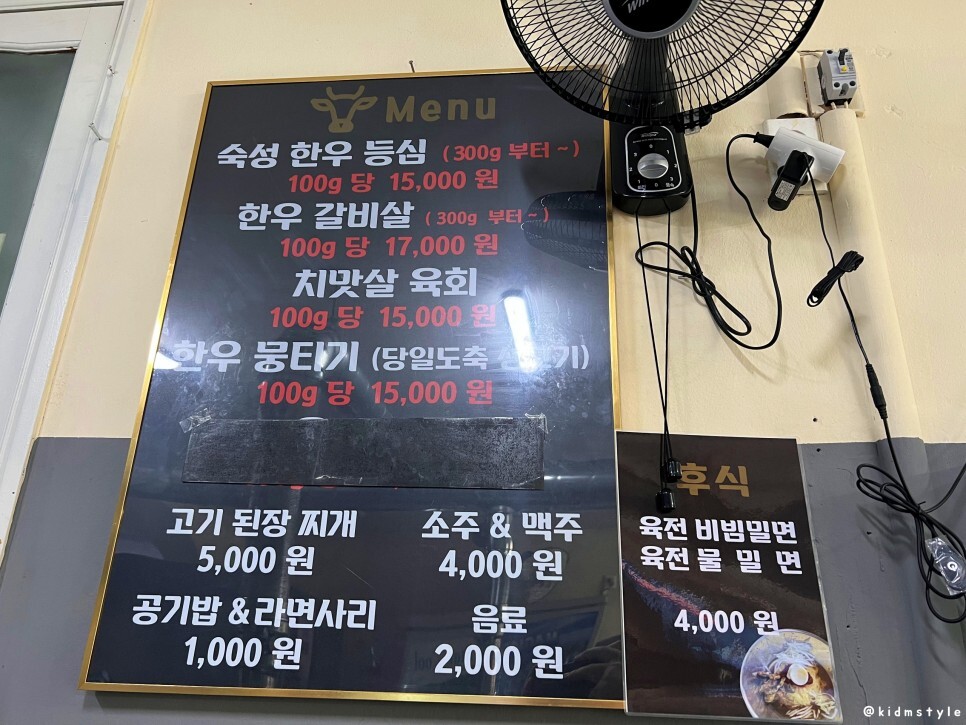 Menu
숙성 한우 등심 (300g 부터 ~)
100g 당 15,000 원
한우 갈비살 (300g 부터~)
100g 당 17,000 원
치맛살 육회
100g 당 15,000 원
한우 뭉티기 (당일도축
100g 당 15,000 원
고기 된장 찌개
5,000 원
소주 & 맥주
4,000 원
공기밥 & 라면사리
1,000 원
음료
2,000 원
후식
육전 비빔밀면
육전 물 밀 면
4,000 원
@kidmstyle